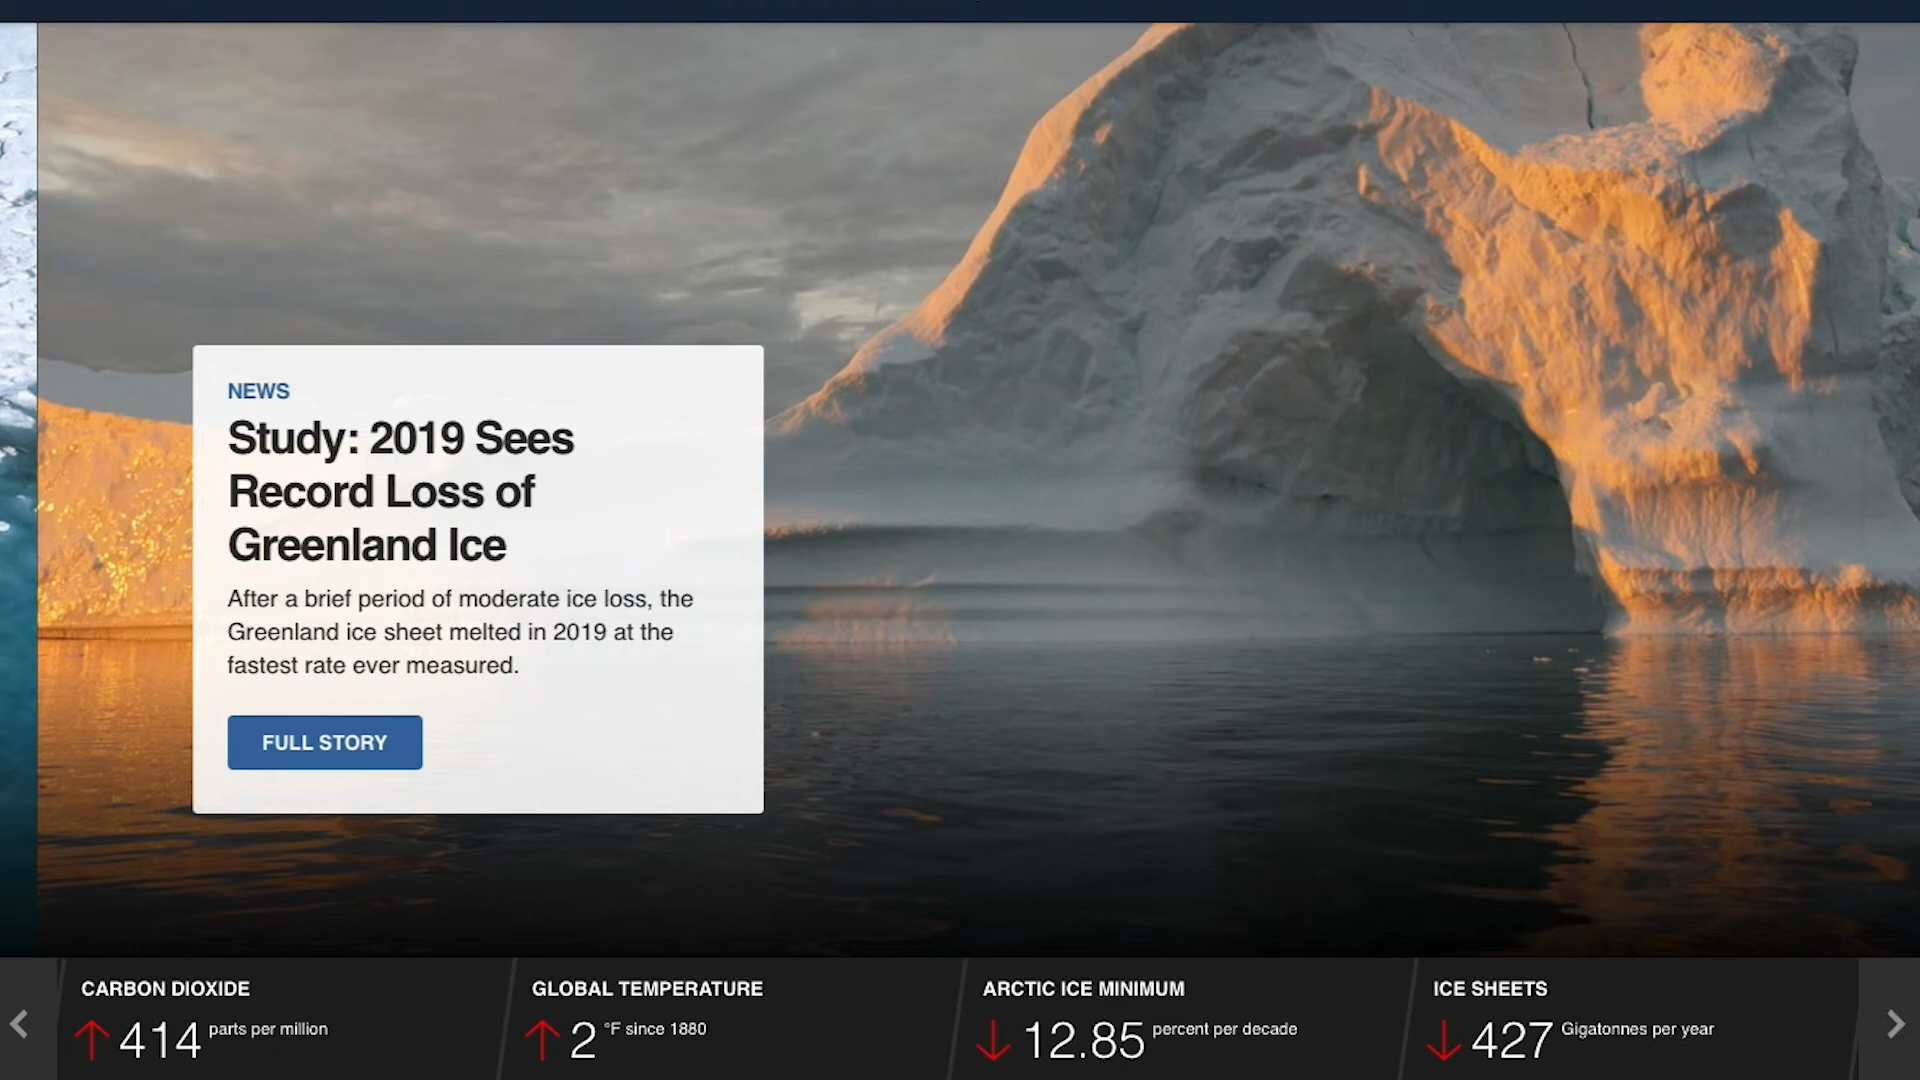 NEWS
Study: 2019 Sees
Record Loss of
Greenland Ice
After a brief period of moderate ice loss, the
Greenland ice sheet melted in 2019 at the
fastest rate ever measured.
FULL STORY
CARBON DIOXIDE
414 parts per million
GLOBAL TEMPERATURE
2 °F since 1880
ARCTIC ICE MINIMUM
12.85 percent per decade
ICE SHEETS
427 Gigatonnes per year